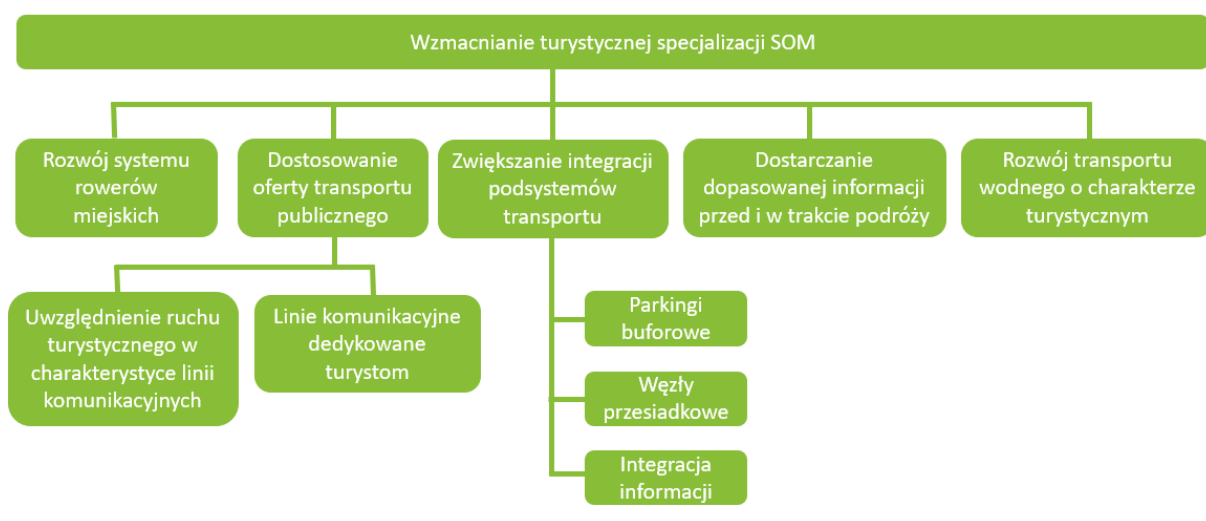 Wzmacnianie turystycznej specjalizacji SOM
Rozwój systemu
rowerów
miejskich
Dostosowanie
oferty transportu
publicznego
Zwiększanie integracji
podsystemów
transportu
Dostarczanie
dopasowanej informacji
przed i w trakcie podróży
Rozwój transportu
wodnego o charakterze
turystycznym
Uwzględnienie ruchu
turystycznego w
charakterystyce linii
komunikacyjnych
Linie komunikacyjne
dedykowane
turystom
Parkingi
buforowe
Węzły
przesiadkowe
Integracja
informacji